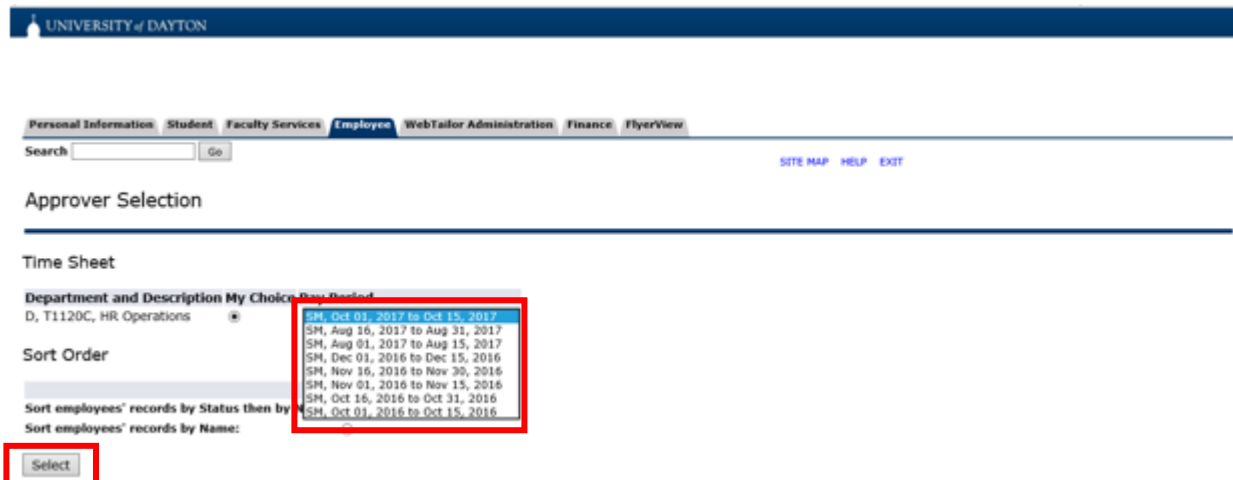 UNIVERSITY of DAYTON
Personal Information Student Faculty Services Employee WebTailor Administration Finance FlyerView
Search Go
SITE MAP HELP EXIT
Approver Selection
Time Sheet
Department and Description My Choice Pay Period
D, T1120C, HR Operations
SM, Oct 01, 2017 to Oct 15, 2017
SM, Aug 16, 2017 to Aug 31, 2017
SM, Aug 01, 2017 to Aug 15, 2017
SM, Dec 01, 2016 to Dec 15, 2016
SM, Nov 16, 2016 to Nov 30, 2016
SM, Nov 01, 2016 to Nov 15, 2016
SM, Oct 16, 2016 to Oct 31, 2016
SM, Oct 01, 2016 to Oct 15, 2016
Sort Order
Sort employees' records by Status then by
Sort employees' records by Name:
Select